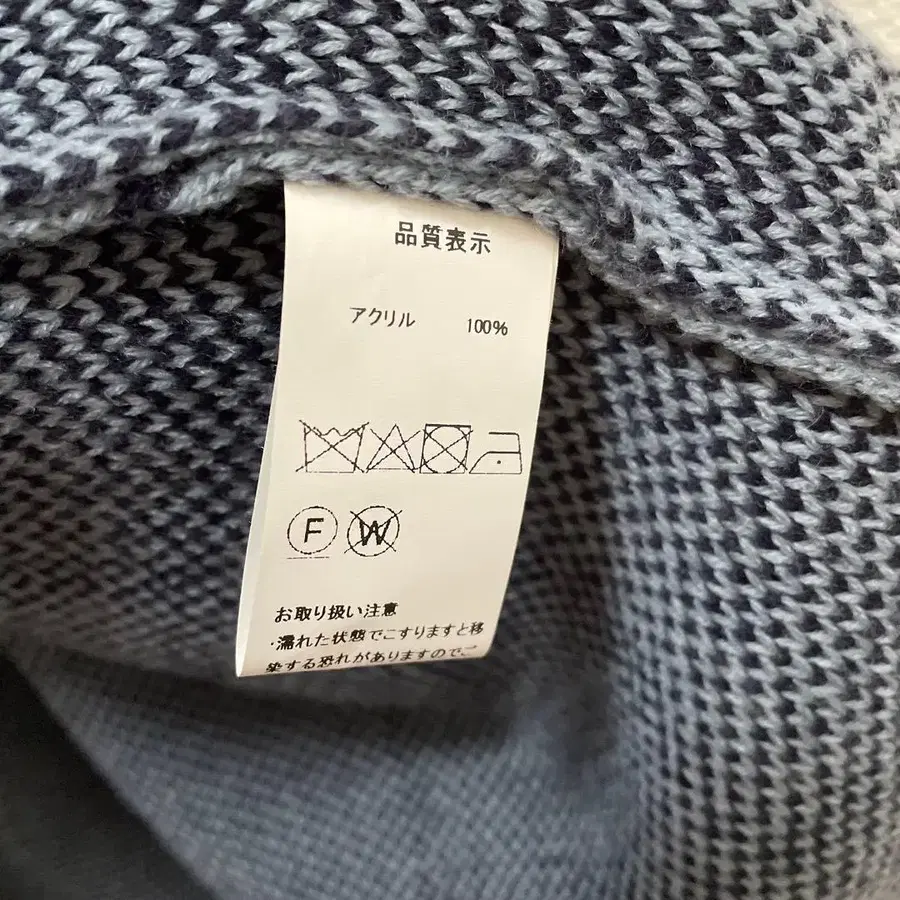 品質表示
アクリル 100%
F W
お取り扱い注意
・濡れた状態でこすりますと移
染する恐れがありますのでご